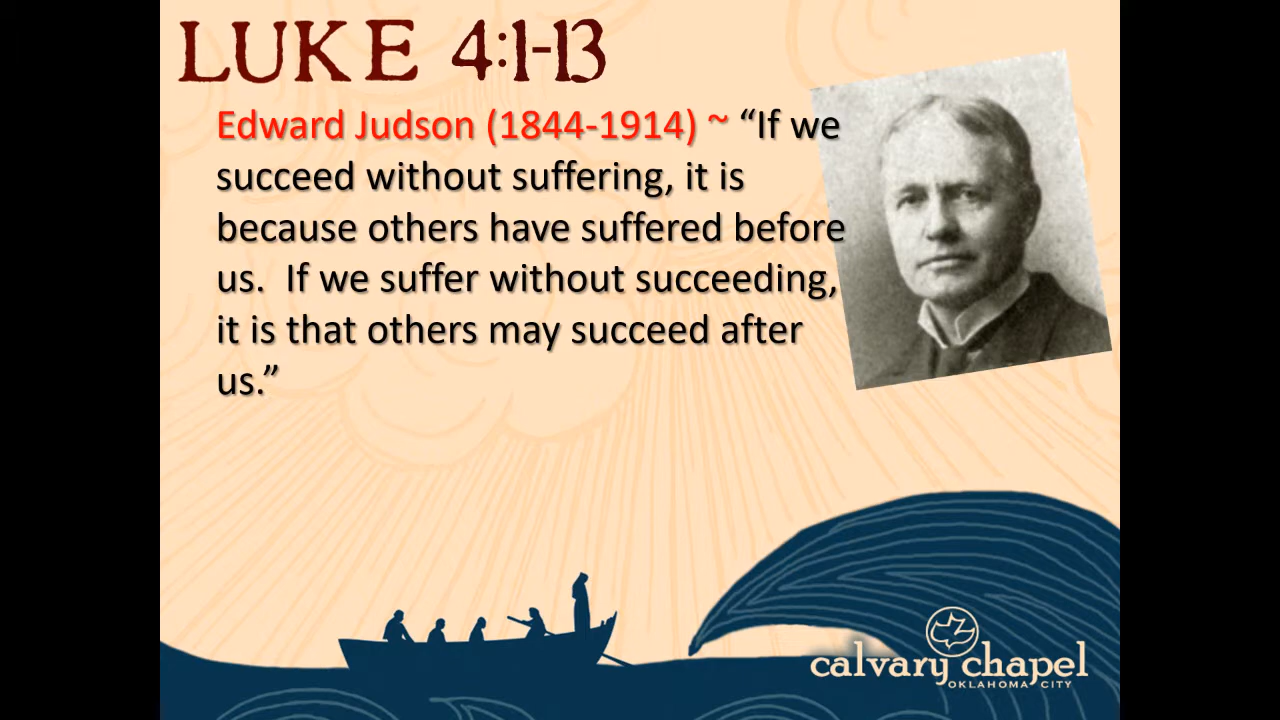 LUKE 4:1-13
Edward Judson (1844-1914) ~ “If we
succeed without suffering, it is
because others have suffered before
us.  If we suffer without succeeding,
it is that others may succeed after
us.”
calvary chapel
OKLAHOMA CITY